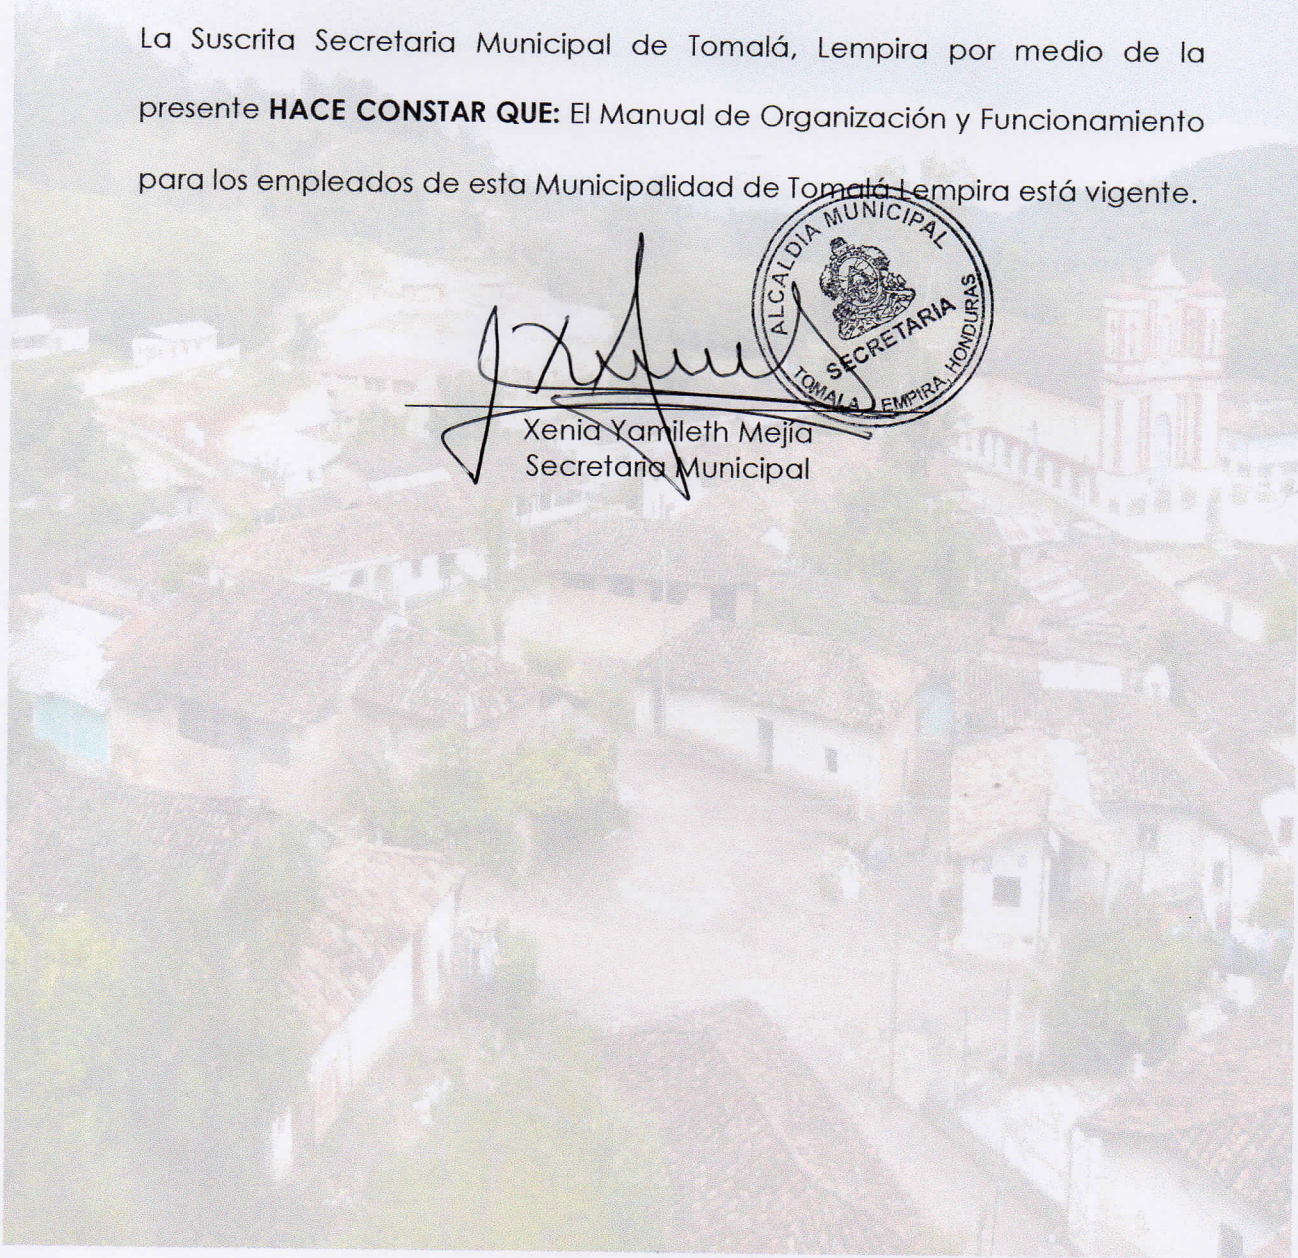 La Suscrita Secretaria Municipal de Tomalá, Lempira por medio de la
presente HACE CONSTAR QUE: El Manual de Organización y Funcionamiento
para los empleados de esta Municipalidad de Tomalá Lempira está vigente.
ALCALDIA MUNICIPAL
SECRETARIA
TOMALA, LEMPIRA, HONDURAS
Xenia Yamileth Mejía
Secretaria Municipal